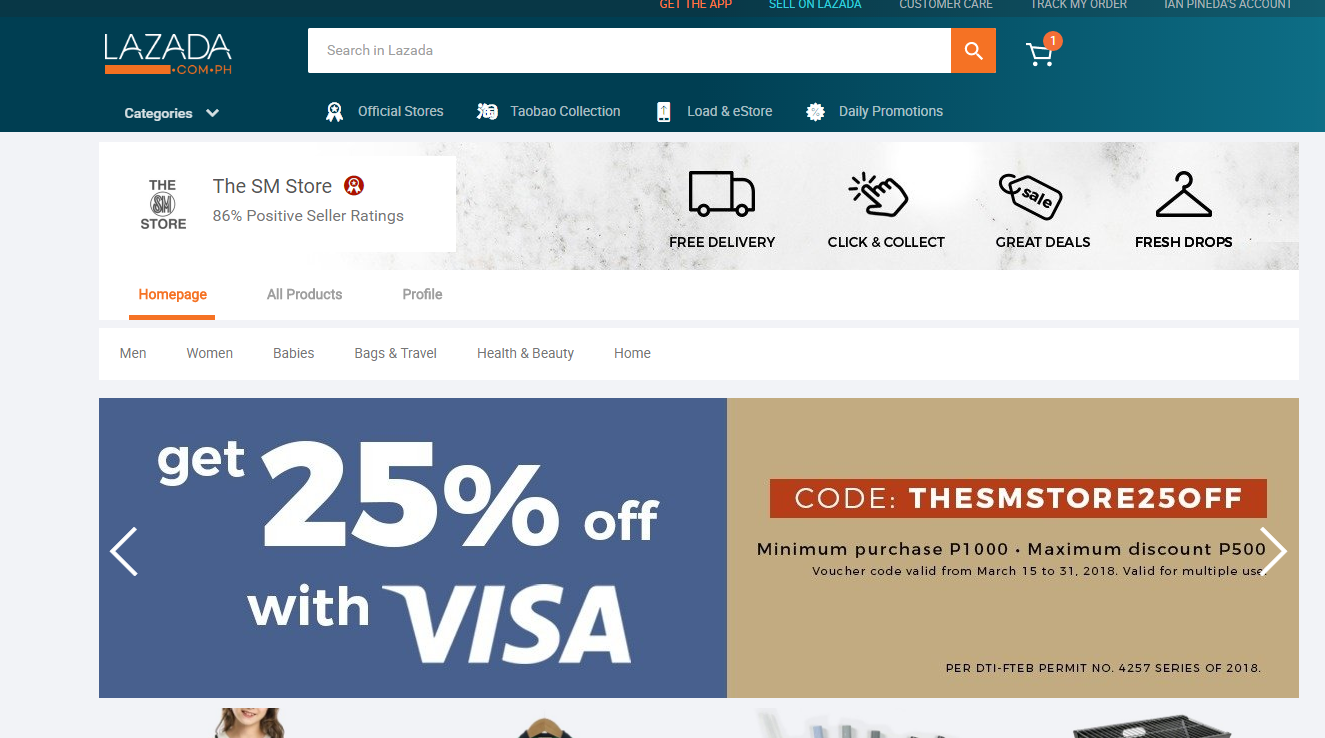 GET THE APP SELL ON LAZADA CUSTOMER CARE TRACK MY ORDER IAN PINEDA'S ACCOUNT
LAZADA
.COM.PH
Search in Lazada
1
Categories
Official Stores
Taobao Collection
Load & eStore
Daily Promotions
THE
SM
STORE
The SM Store
86% Positive Seller Ratings
FREE DELIVERY
CLICK & COLLECT
sale
GREAT DEALS
FRESH DROPS
Homepage All Products Profile
Men Women Babies Bags & Travel Health & Beauty Home
get 25% off
with VISA
CODE: THESMSTORE25OFF
Minimum purchase P1000 • Maximum discount P500
Voucher code valid from March 15 to 31, 2018. Valid for multiple use.
PER DTI-FTEB PERMIT NO. 4257 SERIES OF 2018.